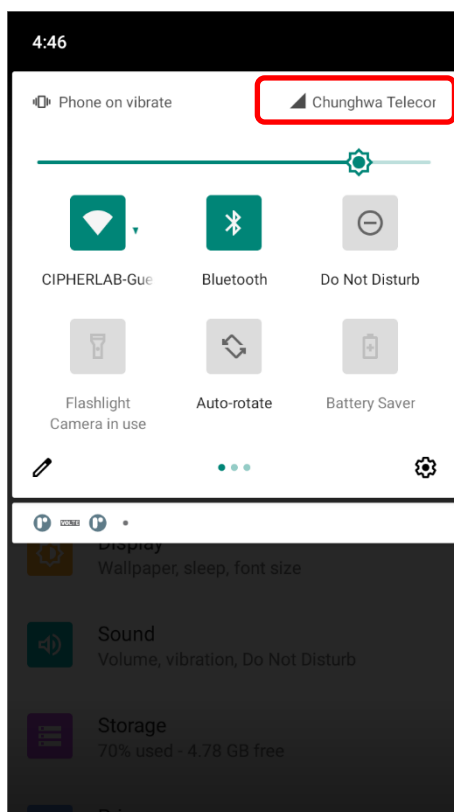 4:46
Phone on vibrate
Chunghwa Telecor
CIPHERLAB-Gue
Bluetooth
Do Not Disturb
Flashlight
Camera in use
Auto-rotate
Battery Saver
VOLTE
Display
Wallpaper, sleep, font size
Sound
Volume, vibration, Do Not Disturb
Storage
70% used - 4.78 GB free